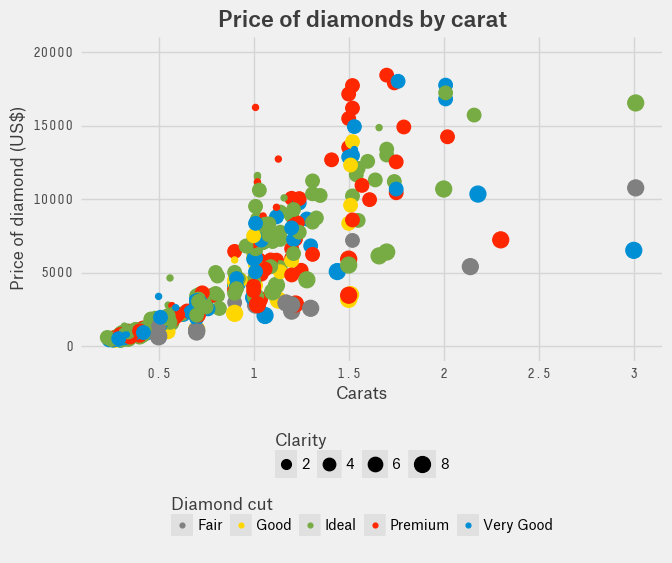 Price of diamonds by carat
Price of diamond (US$)
20000
15000
10000
5000
0
0.5 1 1.5 2 2.5 3
Carats
Clarity
2 4 6 8
Diamond cut
Fair Good Ideal Premium Very Good